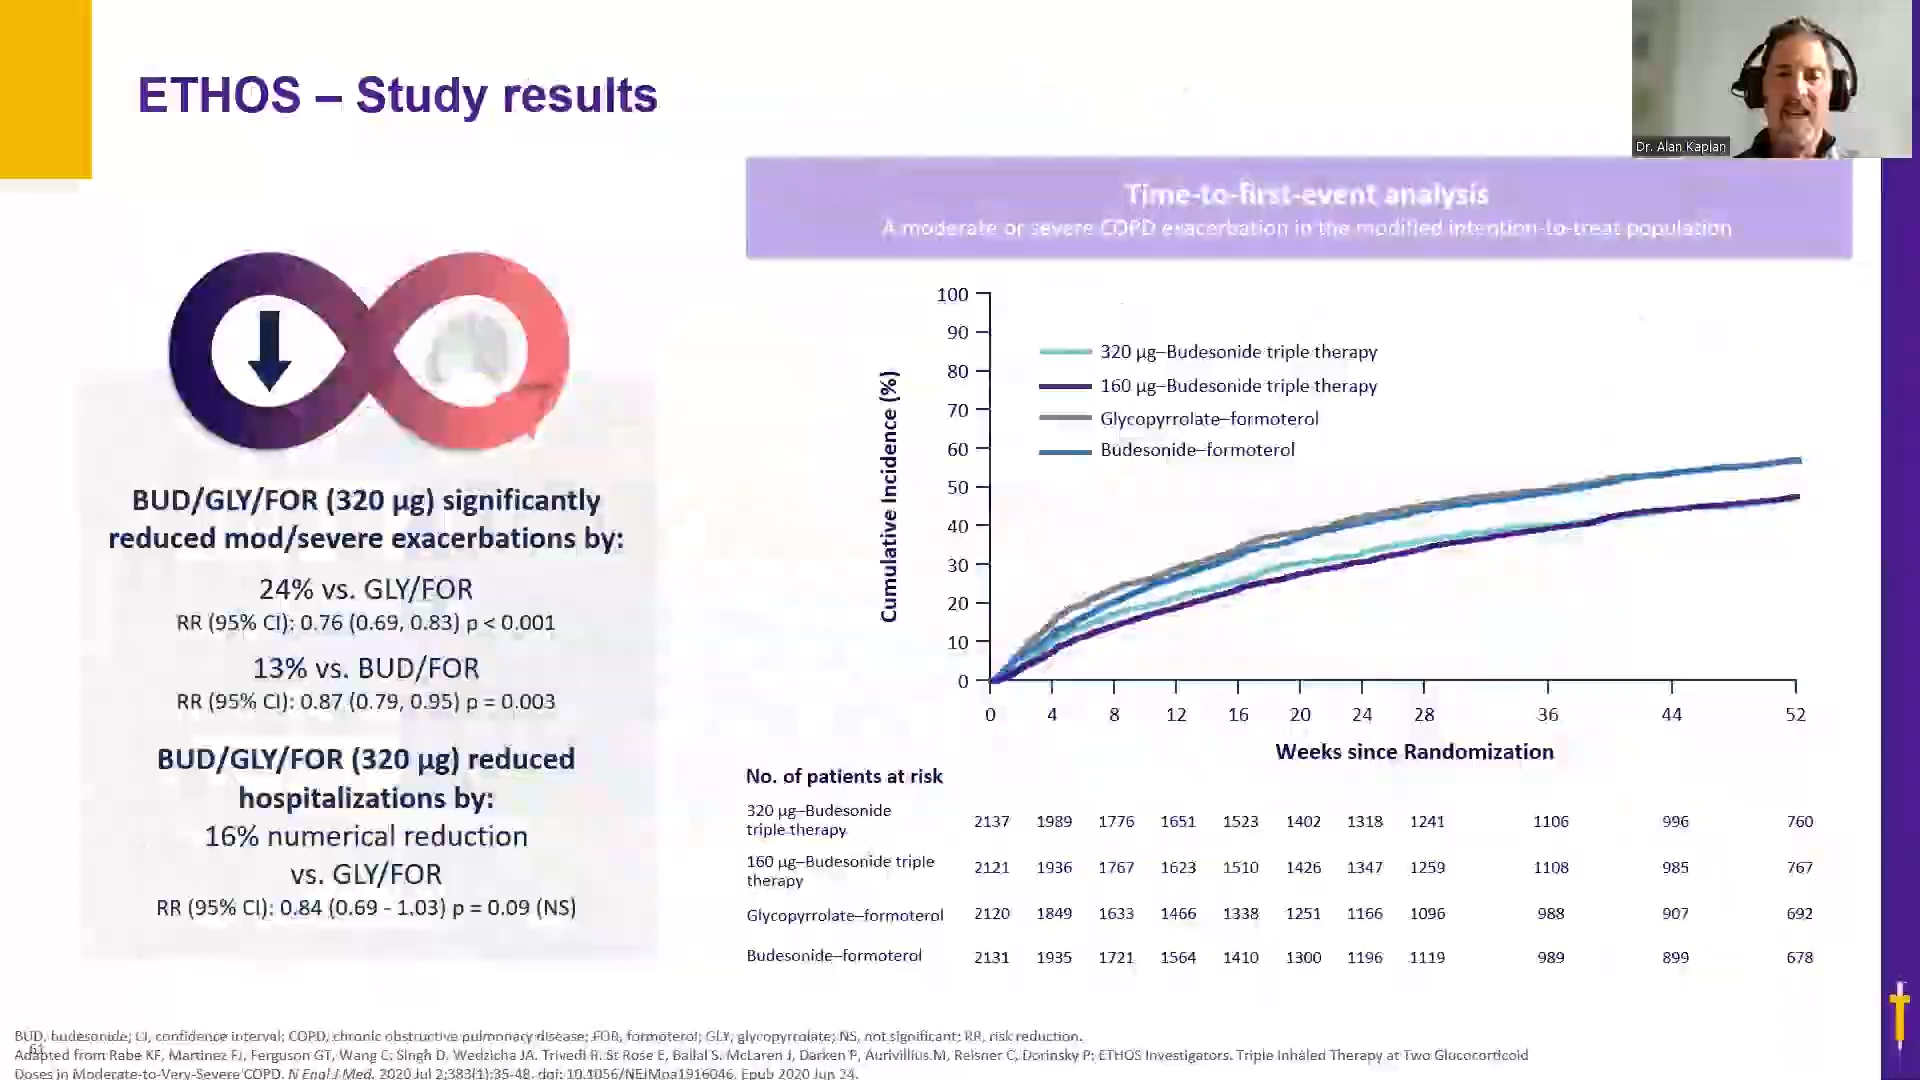 ETHOS – Study results
Dr. Alan Kaplan
Time-to-first-event analysis
A moderate or severe COPD exacerbation in the modified intention-to-treat population
BUD/GLY/FOR (320 µg) significantly
reduced mod/severe exacerbations by:
24% vs. GLY/FOR
RR (95% CI): 0.76 (0.69, 0.83) p < 0.001
13% vs. BUD/FOR
RR (95% CI): 0.87 (0.79, 0.95) p = 0.003
BUD/GLY/FOR (320 µg) reduced
hospitalizations by:
16% numerical reduction
vs. GLY/FOR
RR (95% CI): 0.84 (0.69 - 1.03) p = 0.09 (NS)
Cumulative Incidence (%)
100
90
80
70
60
50
40
30
20
10
0
320 µg–Budesonide triple therapy
160 µg–Budesonide triple therapy
Glycopyrrolate–formoterol
Budesonide–formoterol
0 4 8 12 16 20 24 28 36 44 52
Weeks since Randomization
No. of patients at risk
320 µg–Budesonide
triple therapy
2137 1989 1776 1651 1523 1402 1318 1241 1106 996 760
160 µg–Budesonide triple
therapy
2121 1936 1767 1623 1510 1426 1347 1259 1108 985 767
Glycopyrrolate–formoterol 2120 1849 1633 1466 1338 1251 1166 1096 988 907 692
Budesonide–formoterol 2131 1935 1721 1564 1410 1300 1196 1119 989 899 678
BUD, budesonide; CI, confidence interval; COPD, chronic obstructive pulmonary disease; FOR, formoterol; GLY, glycopyrrolate; NS, not significant; RR, risk reduction.
61
Adapted from Rabe KF, Martinez FJ, Ferguson GT, Wang C, Singh D, Wedzicha JA, Trivedi R, St Rose E, Ballal S, McLaren J, Darken P, Aurivillius M, Reisner C, Dorinsky P; ETHOS Investigators. Triple Inhaled Therapy at Two Glucocorticoid
Doses in Moderate-to-Very-Severe COPD. N Engl J Med. 2020 Jul 2;383(1):35-48. doi: 10.1056/NEJMoa1916046. Epub 2020 Jun 24.